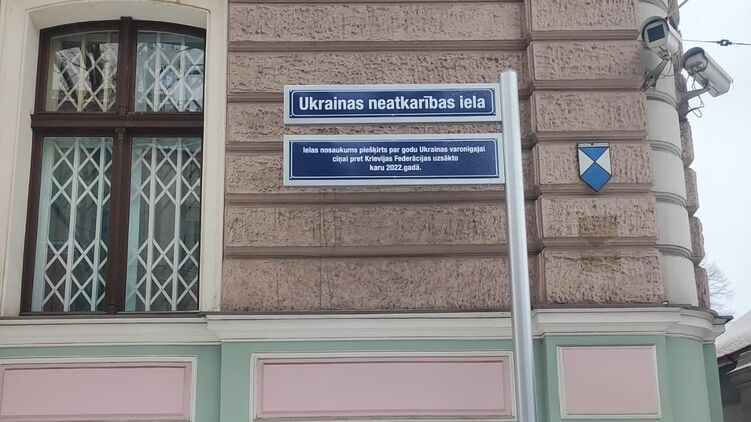 Ukrainas neatkarības iela
Ielas nosaukums piešķirts par godu Ukrainas varonīgajai
cīņai pret Krievijas Federācijas uzsākto
karu 2022.gadā.